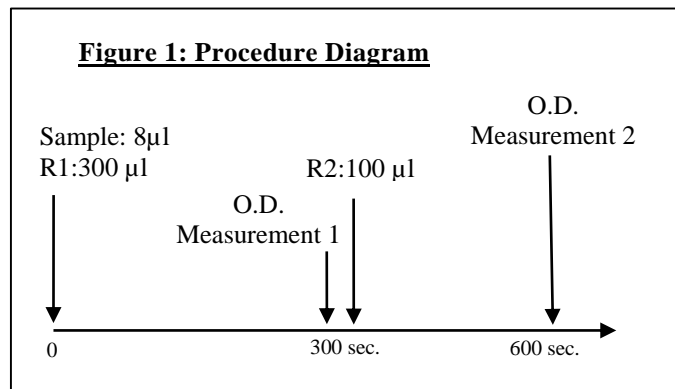 Figure 1: Procedure Diagram
Sample: 8µl
R1:300 µl
O.D.
Measurement 1
R2:100 µl
O.D.
Measurement 2
0
300 sec.
600 sec.